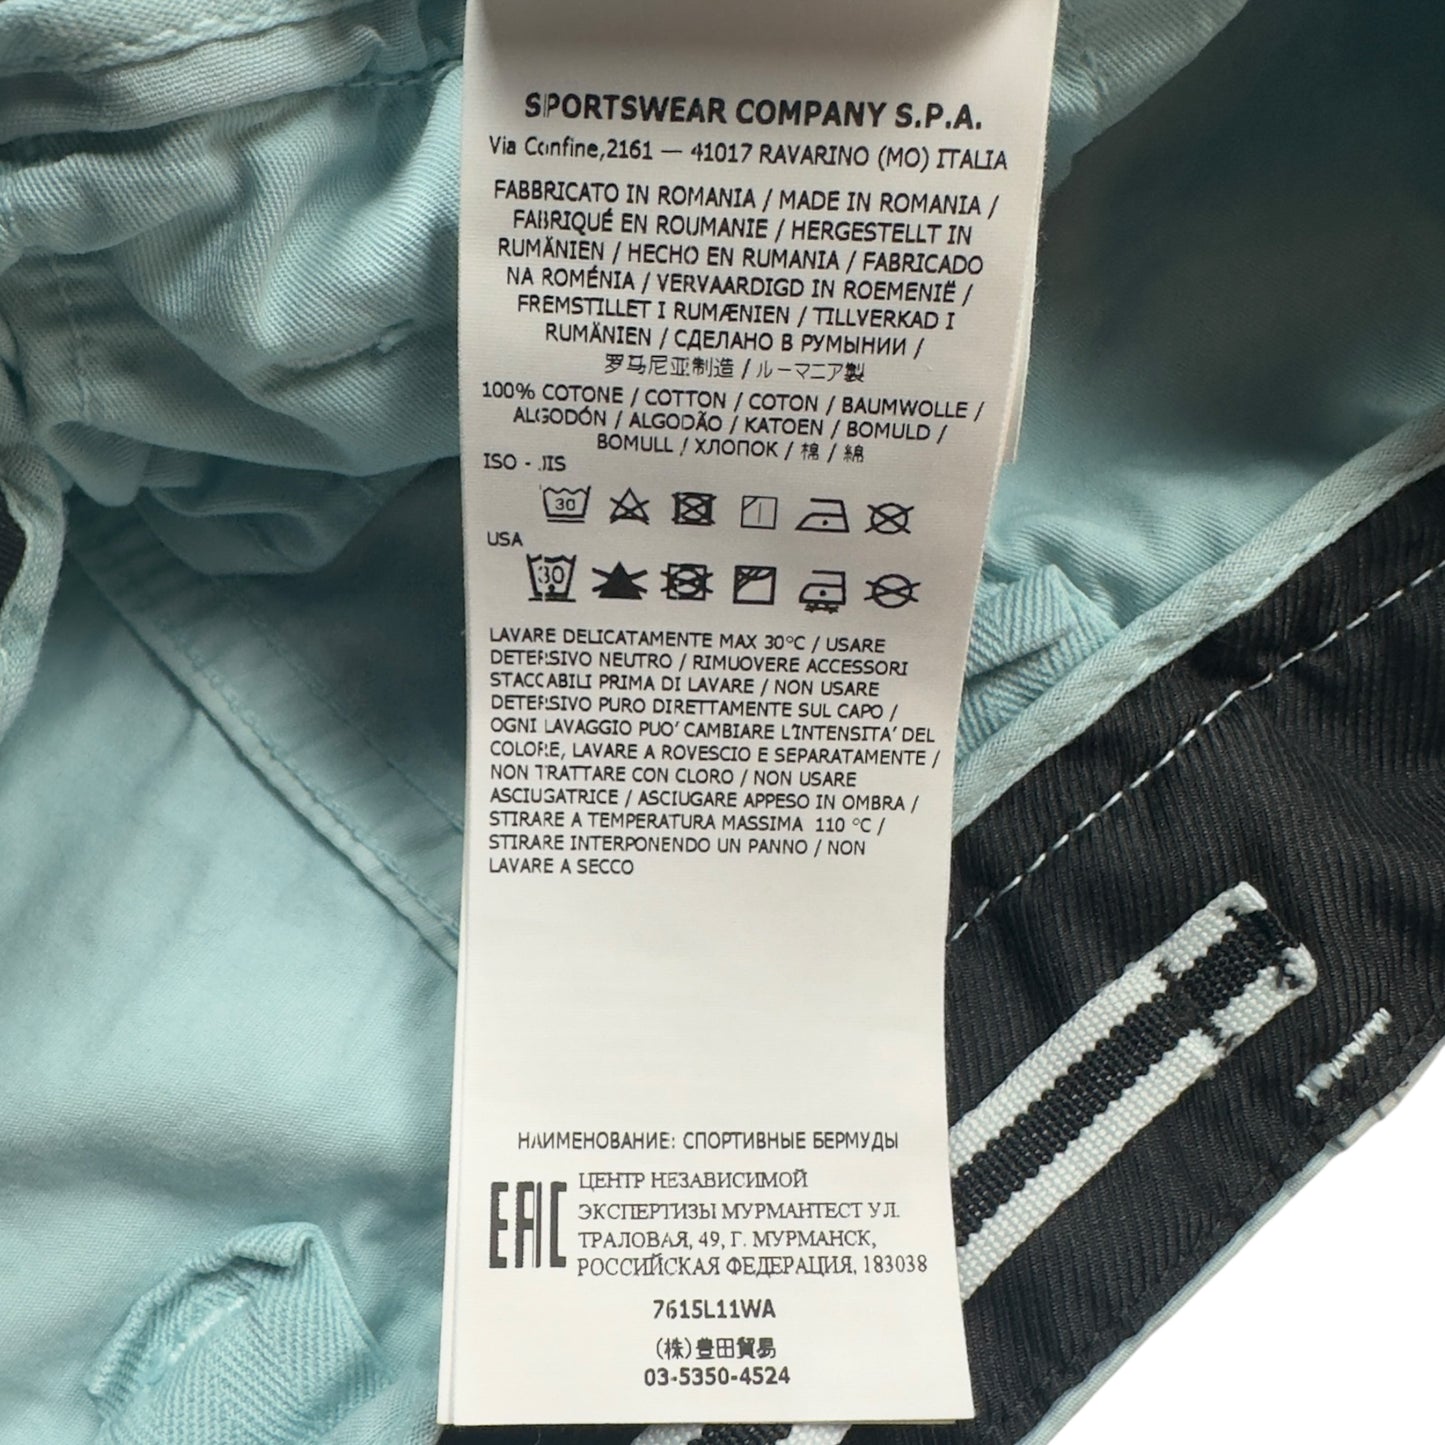 SPORTSWEAR COMPANY S.P.A.
Via Confine,2161 — 41017 RAVARINO (MO) ITALIA
FABBRICATO IN ROMANIA / MADE IN ROMANIA /
FABRIQUÉ EN ROUMANIE / HERGESTELLT IN
RUMÄNIEN / HECHO EN RUMANIA / FABRICADO
NA ROMÉNIA / VERVAARDIGD IN ROEMENIË /
FREMSTILLET I RUMÆNIEN / TILLVERKAD I
RUMÄNIEN / СДЕЛАНО В РУМЫНИИ /
罗马尼亚制造 / ルーマニア製
100% COTONE / COTTON / COTON / BAUMWOLLE /
ALGODÓN / ALGODÃO / KATOEN / BOMULD /
BOMULL / ХЛОПОК / 棉 / 綿
ISO - JIS
30
USA
30
LAVARE DELICATAMENTE MAX 30°C / USARE
DETERSIVO NEUTRO / RIMUOVERE ACCESSORI
STACCABILI PRIMA DI LAVARE / NON USARE
DETERSIVO PURO DIRETTAMENTE SUL CAPO /
OGNI LAVAGGIO PUO' CAMBIARE L'INTENSITA' DEL
COLORE, LAVARE A ROVESCIO E SEPARATAMENTE /
NON TRATTARE CON CLORO / NON USARE
ASCIUGATRICE / ASCIUGARE APPESO IN OMBRA /
STIRARE A TEMPERATURA MASSIMA 110 °C /
STIRARE INTERPONENDO UN PANNO / NON
LAVARE A SECCO
НАИМЕНОВАНИЕ: СПОРТИВНЫЕ БЕРМУДЫ
EAC
ЦЕНТР НЕЗАВИСИМОЙ
ЭКСПЕРТИЗЫ МУРМАНТЕСТ УЛ.
ТРАЛОВАЯ, 49, Г. МУРМАНСК,
РОССИЙСКАЯ ФЕДЕРАЦИЯ, 183038
7615L11WA
(株)豊田貿易
03-5350-4524